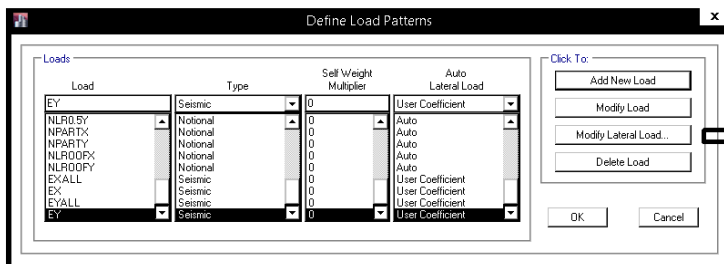 Define Load Patterns
x
Loads
Click To:
Load
Type
Self Weight Multiplier
Auto Lateral Load
EY Seismic 0 User Coefficient
NLR0.5Y Notional 0 Auto
NPARTX Notional 0 Auto
NPARTY Notional 0 Auto
NLROOFX Notional 0 Auto
NLROOFY Notional 0 Auto
EXALL Seismic 0 User Coefficient
EX Seismic 0 User Coefficient
EYALL Seismic 0 User Coefficient
EY Seismic 0 User Coefficient
Add New Load
Modify Load
Modify Lateral Load...
Delete Load
OK
Cancel